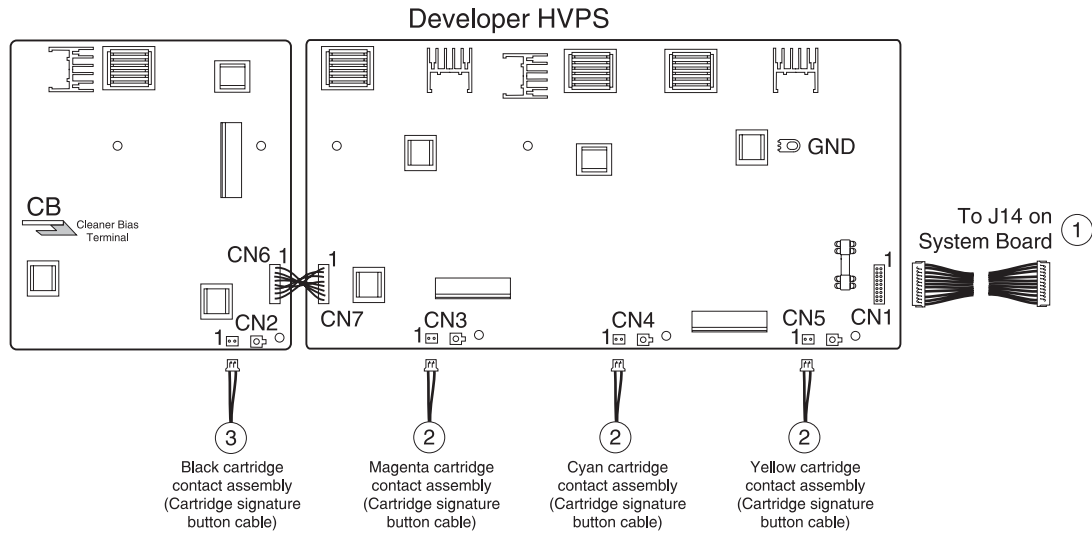 Developer HVPS
GND
CB
Cleaner Bias
Terminal
To J14 on
System Board
1
CN6 1
1
1
CN7
CN2
1
CN3
1
CN4
1
CN5
1
CN1
3
Black cartridge
contact assembly
(Cartridge signature
button cable)
2
Magenta cartridge
contact assembly
(Cartridge signature
button cable)
2
Cyan cartridge
contact assembly
(Cartridge signature
button cable)
2
Yellow cartridge
contact assembly
(Cartridge signature
button cable)